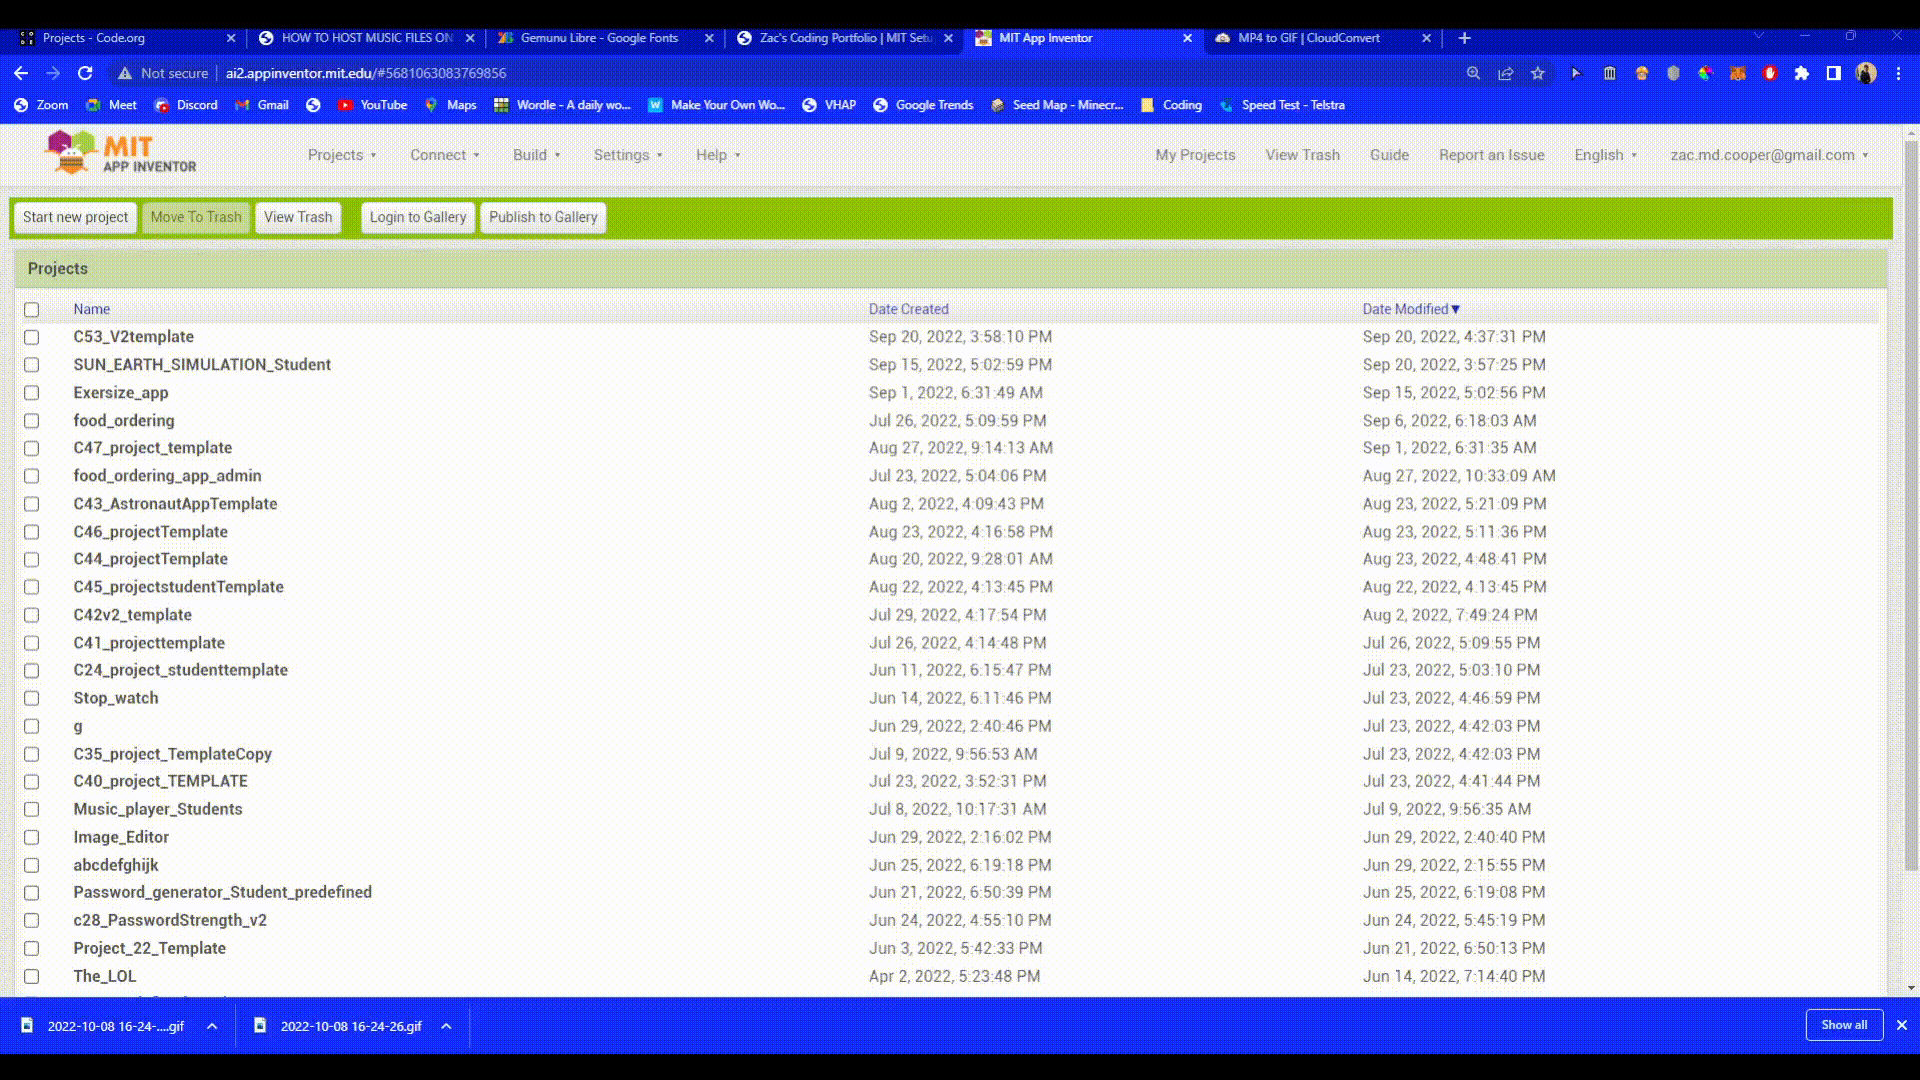 Projects - Code.org
HOW TO HOST MUSIC FILES ON
Gemunu Libre - Google Fonts
Zac's Coding Portfolio | MIT Setu
MIT App Inventor
MP4 to GIF | CloudConvert
Not secure ai2.appinventor.mit.edu/#5681063083769856
Zoom Meet Discord Gmail YouTube Maps Wordle - A daily wo... Make Your Own Wo... VHAP Google Trends Seed Map - Minecr... Coding Speed Test - Telstra
MIT
APP INVENTOR
Projects Connect Build Settings Help My Projects View Trash Guide Report an Issue English zac.md.cooper@gmail.com
Start new project Move To Trash View Trash Login to Gallery Publish to Gallery
Projects
Name Date Created Date Modified▼
C53_V2template Sep 20, 2022, 3:58:10 PM Sep 20, 2022, 4:37:31 PM
SUN_EARTH_SIMULATION_Student Sep 15, 2022, 5:02:59 PM Sep 20, 2022, 3:57:25 PM
Exersize_app Sep 1, 2022, 6:31:49 AM Sep 15, 2022, 5:02:56 PM
food_ordering Jul 26, 2022, 5:09:59 PM Sep 6, 2022, 6:18:03 AM
C47_project_template Aug 27, 2022, 9:14:13 AM Sep 1, 2022, 6:31:35 AM
food_ordering_app_admin Jul 23, 2022, 5:04:06 PM Aug 27, 2022, 10:33:09 AM
C43_AstronautAppTemplate Aug 2, 2022, 4:09:43 PM Aug 23, 2022, 5:21:09 PM
C46_projectTemplate Aug 23, 2022, 4:16:58 PM Aug 23, 2022, 5:11:36 PM
C44_projectTemplate Aug 20, 2022, 9:28:01 AM Aug 23, 2022, 4:48:41 PM
C45_projectstudentTemplate Aug 22, 2022, 4:13:45 PM Aug 22, 2022, 4:13:45 PM
C42v2_template Jul 29, 2022, 4:17:54 PM Aug 2, 2022, 7:49:24 PM
C41_projecttemplate Jul 26, 2022, 4:14:48 PM Jul 26, 2022, 5:09:55 PM
C24_project_studenttemplate Jun 11, 2022, 6:15:47 PM Jul 23, 2022, 5:03:10 PM
Stop_watch Jun 14, 2022, 6:11:46 PM Jul 23, 2022, 4:46:59 PM
g Jun 29, 2022, 2:40:46 PM Jul 23, 2022, 4:42:03 PM
C35_project_TemplateCopy Jul 9, 2022, 9:56:53 AM Jul 23, 2022, 4:42:03 PM
C40_project_TEMPLATE Jul 23, 2022, 3:52:31 PM Jul 23, 2022, 4:41:44 PM
Music_player_Students Jul 8, 2022, 10:17:31 AM Jul 9, 2022, 9:56:35 AM
Image_Editor Jun 29, 2022, 2:16:02 PM Jun 29, 2022, 2:40:40 PM
abcdefghijk Jun 25, 2022, 6:19:18 PM Jun 29, 2022, 2:15:55 PM
Password_generator_Student_predefined Jun 21, 2022, 6:50:39 PM Jun 25, 2022, 6:19:08 PM
c28_PasswordStrength_v2 Jun 24, 2022, 4:55:10 PM Jun 24, 2022, 5:45:19 PM
Project_22_Template Jun 3, 2022, 5:42:33 PM Jun 21, 2022, 6:50:13 PM
The_LOL Apr 2, 2022, 5:23:48 PM Jun 14, 2022, 7:14:40 PM
2022-10-08 16-24-....gif 2022-10-08 16-24-26.gif Show all